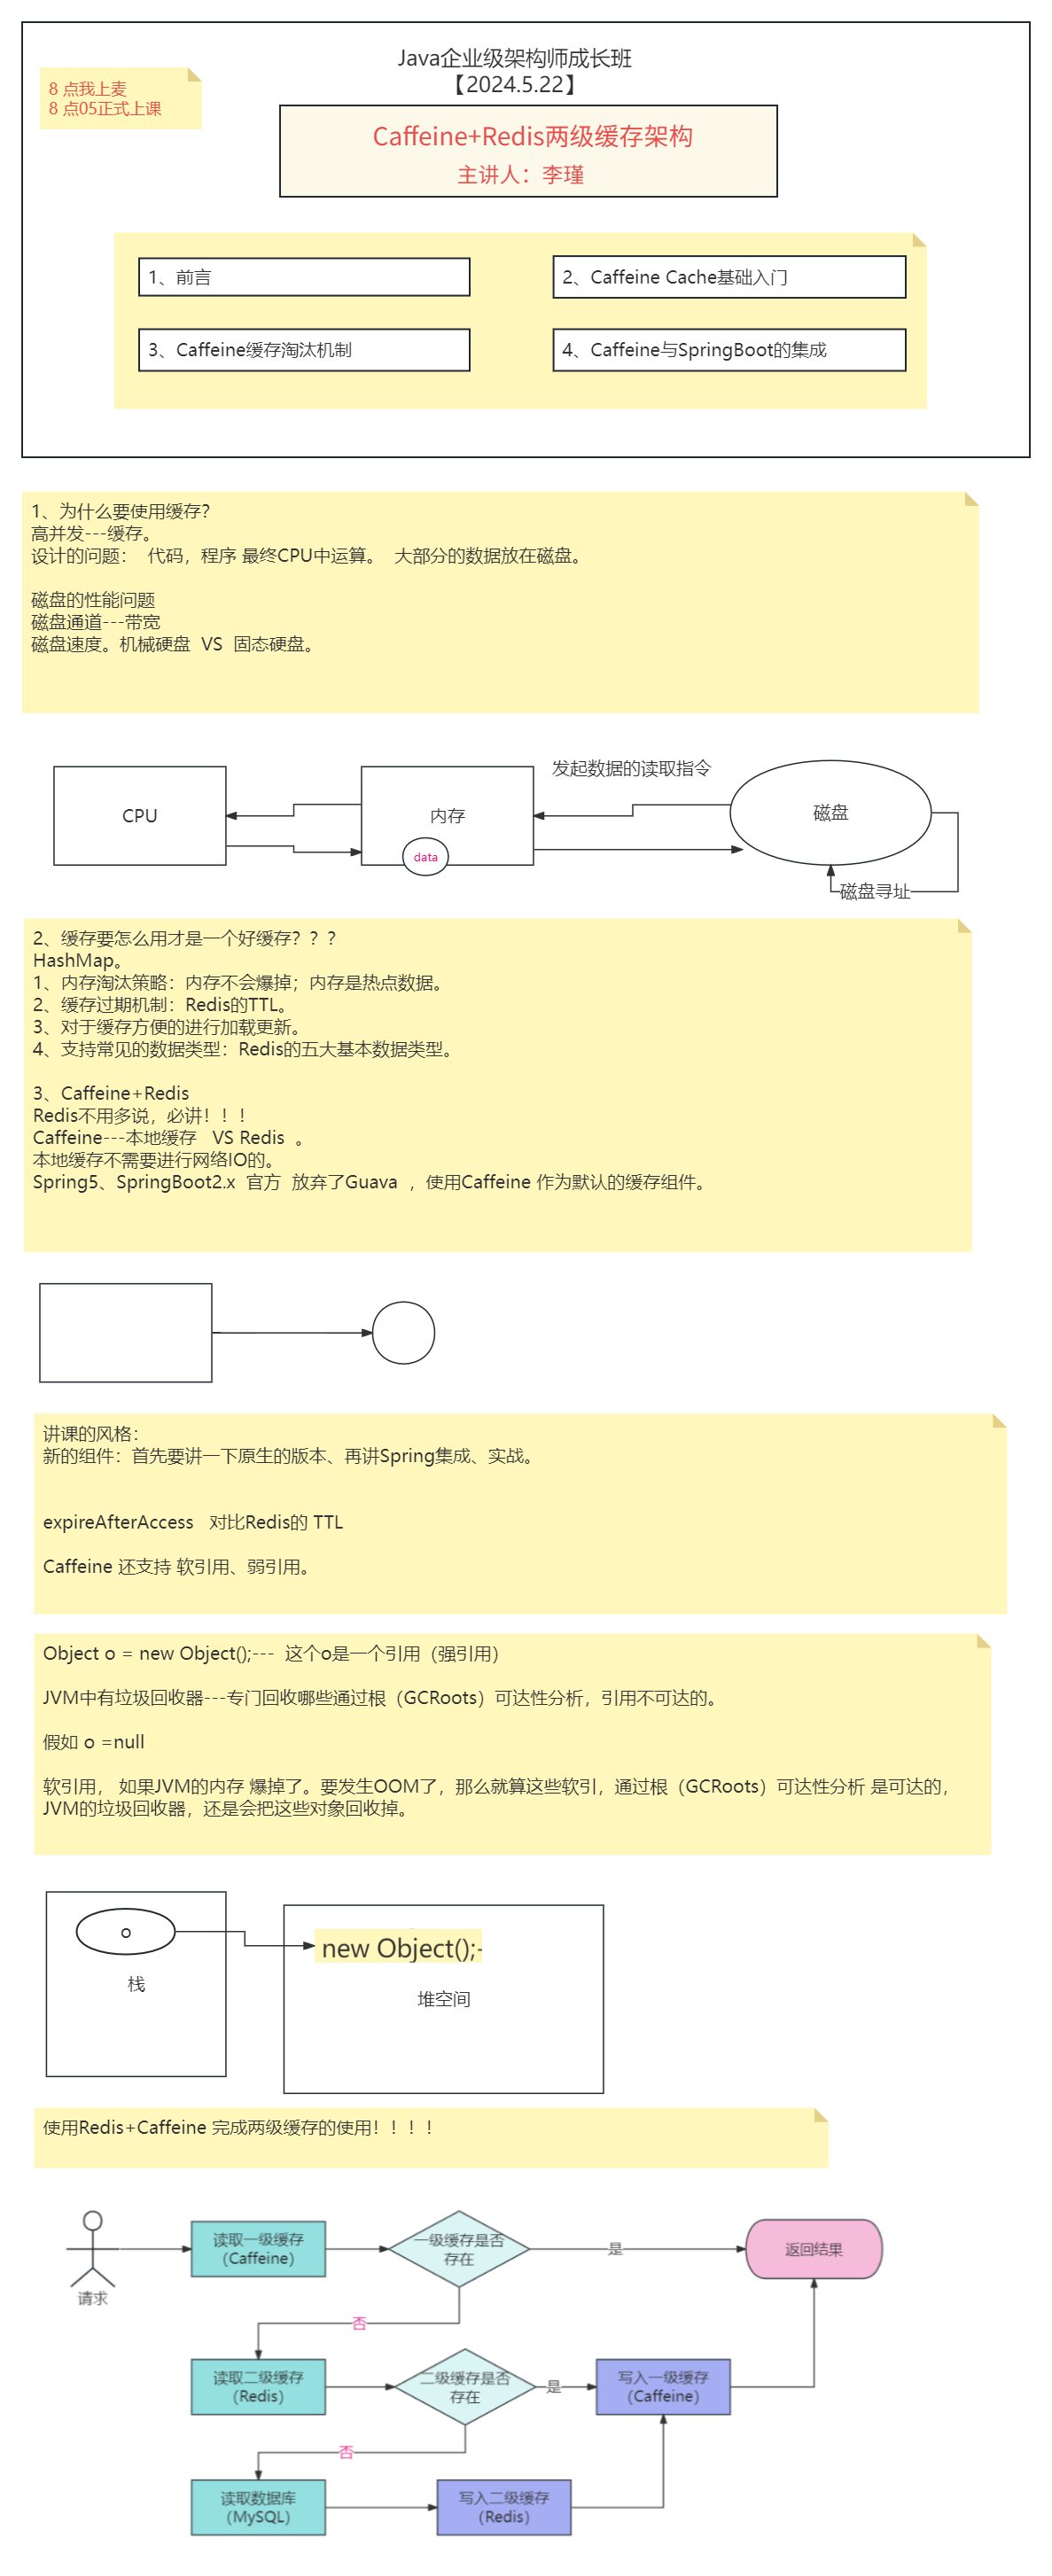 Java企业级架构师成长班
【2024.5.22】
8 点我上麦
8 点05正式上课
Caffeine+Redis两级缓存架构
主讲人：李瑾
1、前言
2、Caffeine Cache基础入门
3、Caffeine缓存淘汰机制
4、Caffeine与SpringBoot的集成
1、为什么要使用缓存？
高并发---缓存。
设计的问题： 代码，程序 最终CPU中运算。 大部分的数据放在磁盘。
磁盘的性能问题
磁盘通道---带宽
磁盘速度。机械硬盘 VS 固态硬盘。
发起数据的读取指令
CPU
内存
磁盘
data
磁盘寻址
2、缓存要怎么用才是一个好缓存？？？
HashMap。
1、内存淘汰策略：内存不会爆掉；内存是热点数据。
2、缓存过期机制：Redis的TTL。
3、对于缓存方便的进行加载更新。
4、支持常见的数据类型：Redis的五大基本数据类型。
3、Caffeine+Redis
Redis不用多说，必讲！！！
Caffeine---本地缓存 VS Redis 。
本地缓存不需要进行网络IO的。
Spring5、SpringBoot2.x 官方 放弃了Guava ，使用Caffeine 作为默认的缓存组件。
讲课的风格：
新的组件：首先要讲一下原生的版本、再讲Spring集成、实战。
expireAfterAccess 对比Redis的 TTL
Caffeine 还支持 软引用、弱引用。
Object o = new Object();--- 这个o是一个引用（强引用）
JVM中有垃圾回收器---专门回收哪些通过根（GCRoots）可达性分析，引用不可达的。
假如 o =null
软引用， 如果JVM的内存 爆掉了。要发生OOM了，那么就算这些软引，通过根（GCRoots）可达性分析 是可达的，
JVM的垃圾回收器，还是会把这些对象回收掉。
o
new Object();-
栈
堆空间
使用Redis+Caffeine 完成两级缓存的使用！！！！
请求
读取一级缓存
（Caffeine）
一级缓存是否
存在
是
返回结果
否
读取二级缓存
（Redis）
二级缓存是否
存在
是
写入一级缓存
（Caffeine）
否
读取数据库
（MySQL）
写入二级缓存
（Redis）